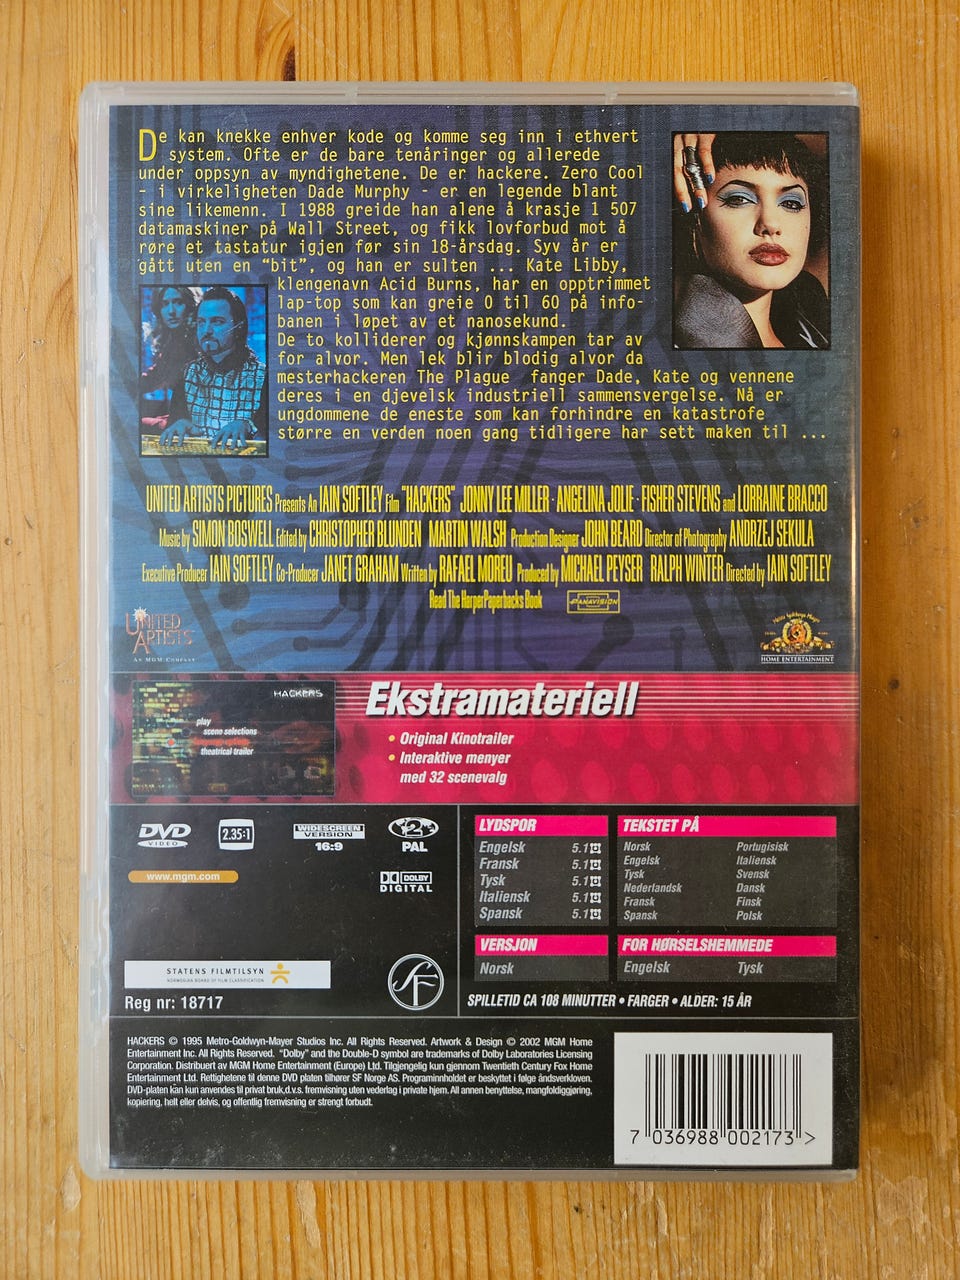 De kan knekke enhver kode og komme seg inn i ethvert
system. Ofte er de bare tenåringer og allerede
under oppsyn av myndighetene. De er hackere. Zero Cool
- i virkeligheten Dade Murphy - er en legende blant
sine likemenn. I 1988 greide han alene å krasje 1 507
datamaskiner på Wall Street, og fikk lovforbud mot å
røre et tastatur igjen før sin 18-årsdag. Syv år er
gått uten en “bit”, og han er sulten ... Kate Libby,
klengenavn Acid Burns, har en opptrimmet
lap-top som kan greie 0 til 60 på info-
banen i løpet av et nanosekund.
De to kolliderer og kjønnskampen tar av
for alvor. Men lek blir blodig alvor da
mesterhackeren The Plague fanger Dade, Kate og vennene
deres i en djevelsk industriell sammensvergelse. Nå er
ungdommene de eneste som kan forhindre en katastrofe
større en verden noen gang tidligere har sett maken til ...
UNITED ARTISTS PICTURES Presents An IAIN SOFTLEY Film "HACKERS" JONNY LEE MILLER · ANGELINA JOLIE · FISHER STEVENS and LORRAINE BRACCO
Music by SIMON BOSWELL Edited by CHRISTOPHER BLUNDEN MARTIN WALSH Production Designer JOHN BEARD Director of Photography ANDRZEJ SEKULA
Executive Producer IAIN SOFTLEY Co-Producer JANET GRAHAM Written by RAFAEL MOREU Produced by MICHAEL PEYSER RALPH WINTER Directed by IAIN SOFTLEY
Read The HarperPaperbacks Book PANAVISION
UNITED
ARTISTS
AN MGM COMPANY
HOME ENTERTAINMENT
HACKERS
play
scene selections
theatrical trailer
Ekstramateriell
• Original Kinotrailer
• Interaktive menyer
med 32 scenevalg
DVD
VIDEO
2.35:1
WIDESCREEN
VERSION
16:9
2
PAL
www.mgm.com
DOLBY
DIGITAL
LYDSPOR
Engelsk 5.1
Fransk 5.1
Tysk 5.1
Italiensk 5.1
Spansk 5.1
TEKSTET PÅ
Norsk Portugisisk
Engelsk Italiensk
Tysk Svensk
Nederlandsk Dansk
Fransk Finsk
Spansk Polsk
VERSJON
Norsk
FOR HØRSELSHEMMEDE
Engelsk Tysk
STATENS FILMTILSYN
NORWEGIAN BOARD OF FILM CLASSIFICATION
Reg nr: 18717
SF
SPILLETID CA 108 MINUTTER • FARGER • ALDER: 15 ÅR
HACKERS © 1995 Metro-Goldwyn-Mayer Studios Inc. All Rights Reserved. Artwork & Design © 2002 MGM Home
Entertainment Inc. All Rights Reserved. “Dolby” and the Double-D symbol are trademarks of Dolby Laboratories Licensing
Corporation. Distribuert av MGM Home Entertainment (Europe) Ltd. Tilgjengelig kun gjennom Twentieth Century Fox Home
Entertainment Ltd. Rettighetene til denne DVD platen tilhører SF Norge AS. Programinnholdet er beskyttet i følge åndsverkloven.
DVD-platen kan kun anvendes til privat bruk,d.v.s. fremvisning uten vederlag i private hjem. All annen benyttelse, mangfoldiggjøring,
kopiering, helt eller delvis, og offentlig fremvisning er strengt forbudt.
7 036988 002173 >